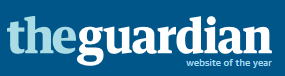 theguardian
website of the year